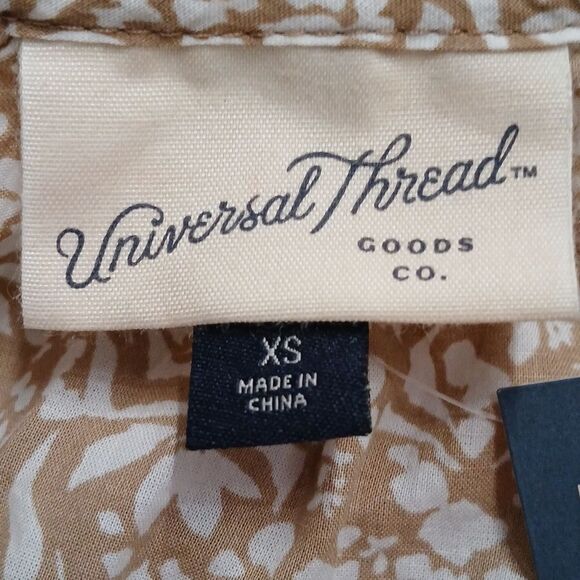 Universal Thread™
GOODS
CO.
XS
MADE IN
CHINA